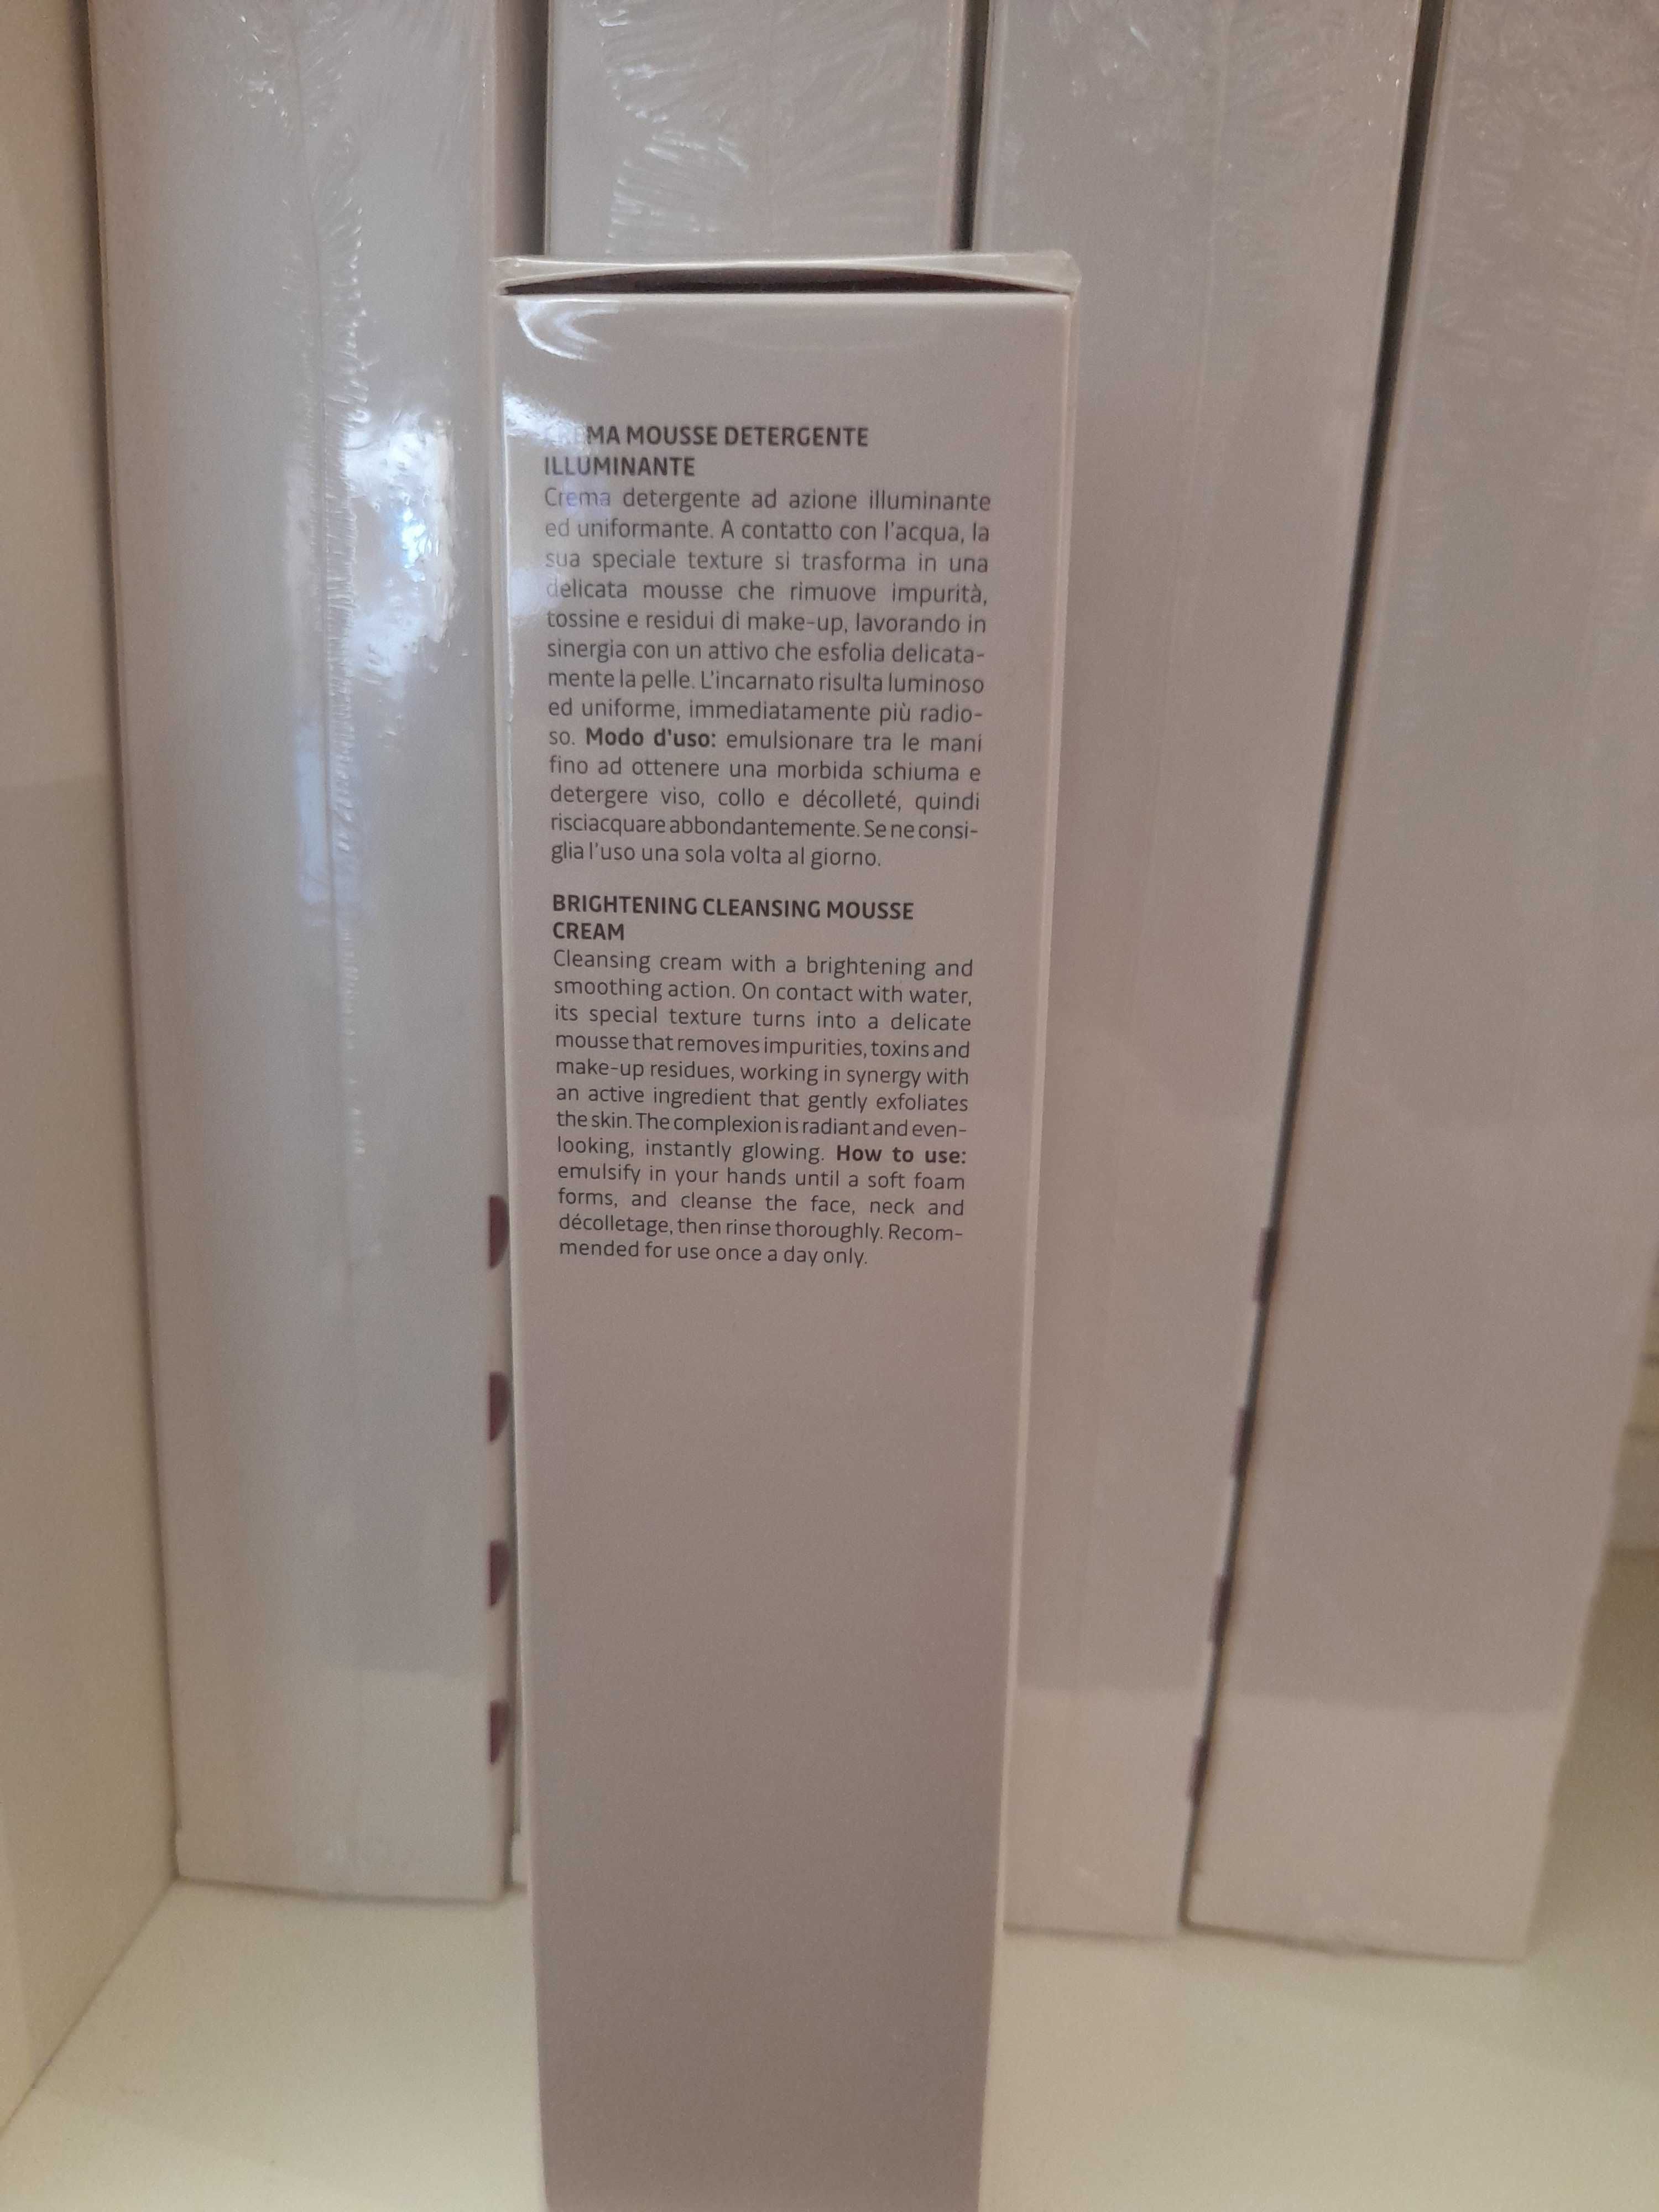 CREMA MOUSSE DETERGENTE
ILLUMINANTE
Crema detergente ad azione illuminante
ed uniformante. A contatto con l'acqua, la
sua speciale texture si trasforma in una
delicata mousse che rimuove impurità,
tossine e residui di make-up, lavorando in
sinergia con un attivo che esfolia delicata-
mente la pelle. L'incarnato risulta luminoso
ed uniforme, immediatamente più radio-
so. Modo d'uso: emulsionare tra le mani
fino ad ottenere una morbida schiuma e
detergere viso, collo e décolleté, quindi
risciacquare abbondantemente. Se ne consi-
glia l'uso una sola volta al giorno.
BRIGHTENING CLEANSING MOUSSE
CREAM
Cleansing cream with a brightening and
smoothing action. On contact with water,
its special texture turns into a delicate
mousse that removes impurities, toxins and
make-up residues, working in synergy with
an active ingredient that gently exfoliates
the skin. The complexion is radiant and even-
looking, instantly glowing. How to use:
emulsify in your hands until a soft foam
forms, and cleanse the face, neck and
décolletage, then rinse thoroughly. Recom-
mended for use once a day only.